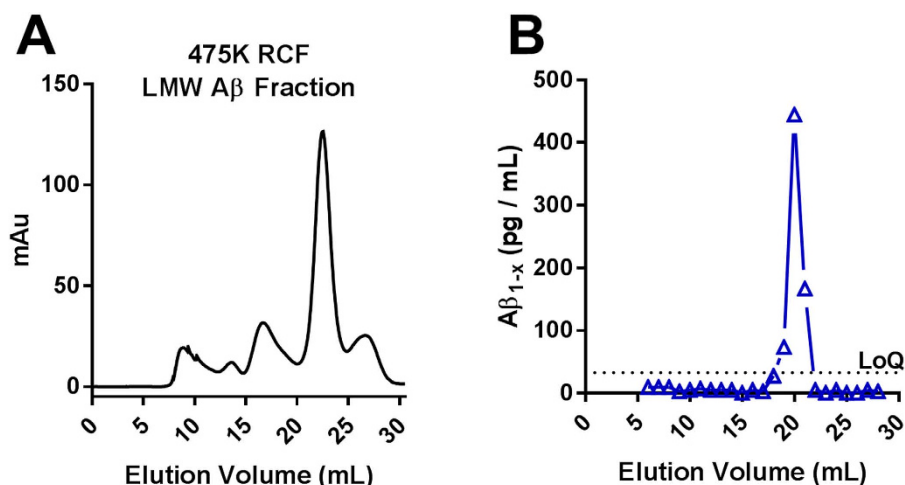 A
475K RCF
LMW Aβ Fraction
150
100
50
0
mAu
0 5 10 15 20 25 30
Elution Volume (mL)
B
500
400
300
200
100
0
Aβ1-x (pg / mL)
LoQ
0 5 10 15 20 25 30
Elution Volume (mL)